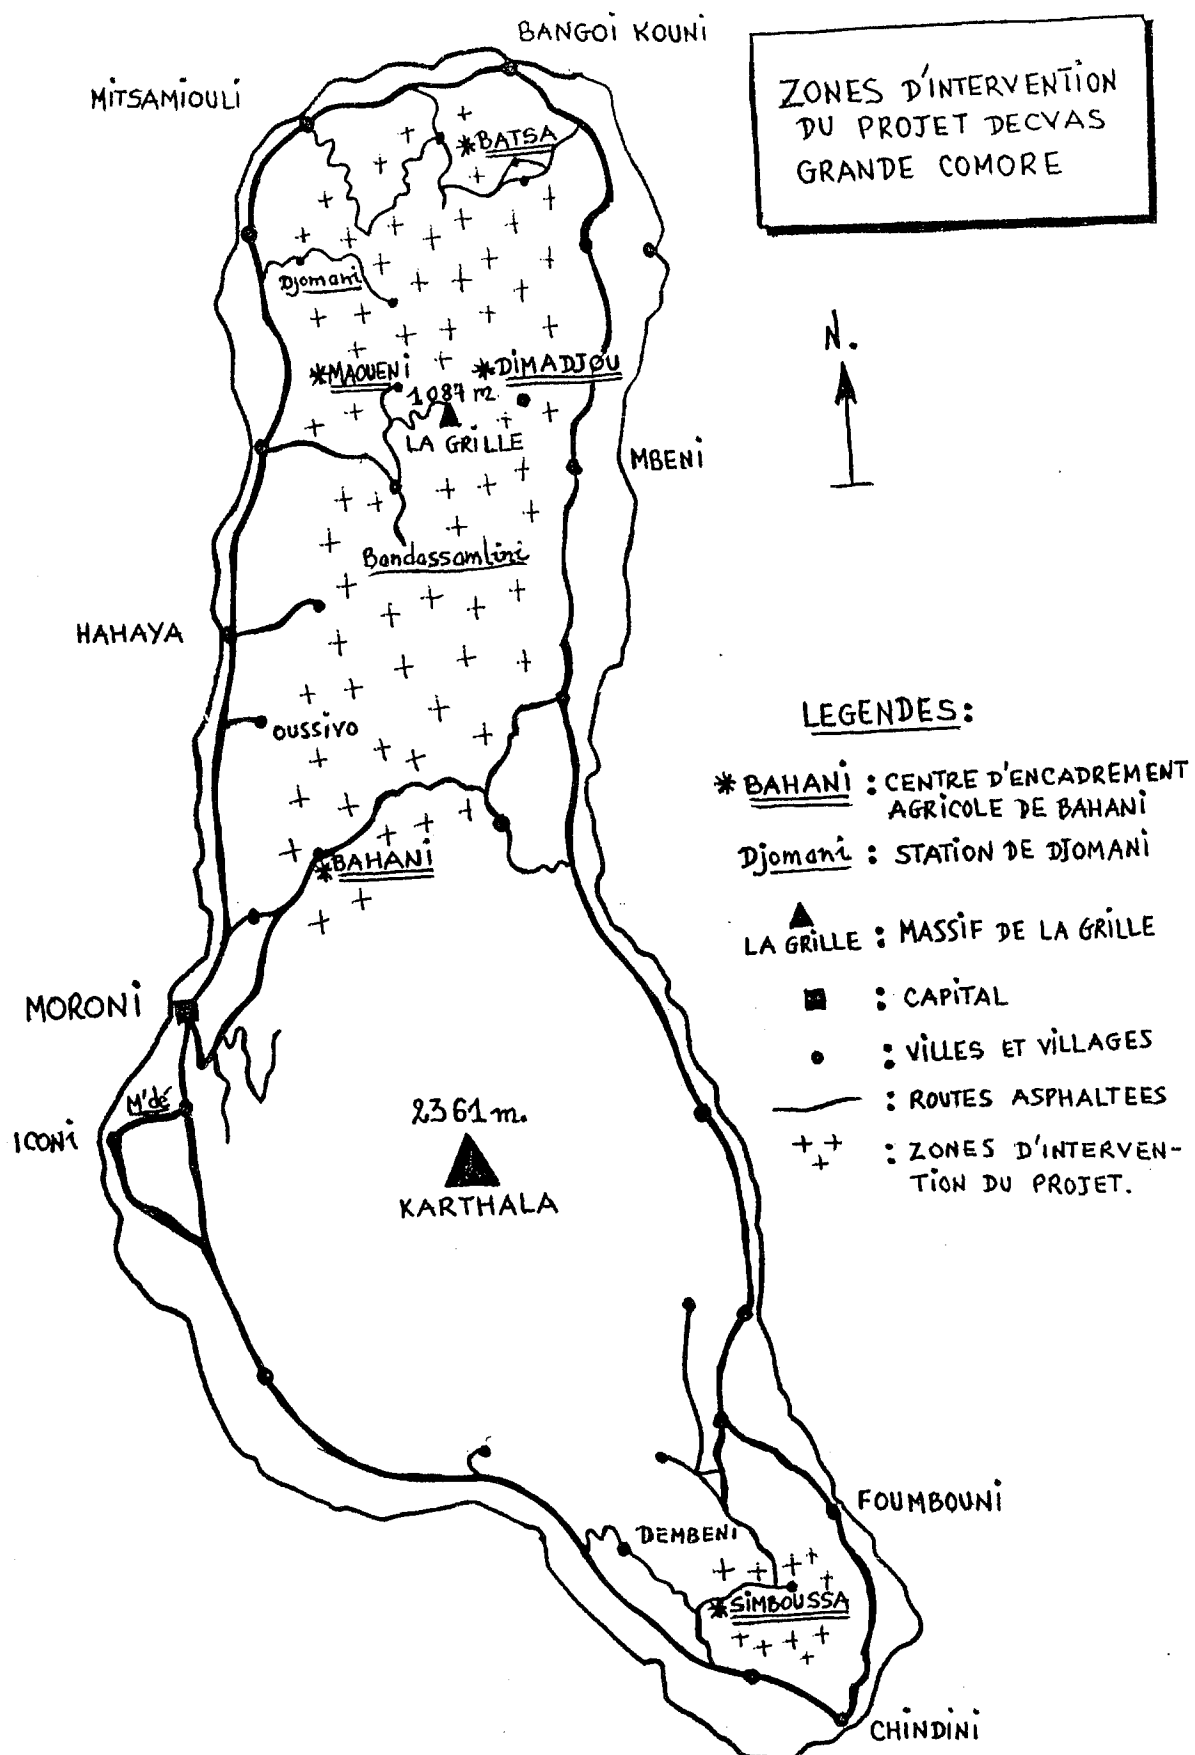 BANGOI KOUNI
MITSAMIOULI
ZONES D'INTERVENTION
DU PROJET DECVAS
GRANDE COMORE
*BATSA
Djomani
N.
*MAOUENI
*DIMADJOU
1087 m.
LA GRILLE
MBENI
Bandassamlini
HAHAYA
OUSSIVO
LEGENDES:
*BAHANI : CENTRE D'ENCADREMENT
AGRICOLE DE BAHANI
Djomani : STATION DE DJOMANI
LA GRILLE : MASSIF DE LA GRILLE
: CAPITAL
: VILLES ET VILLAGES
: ROUTES ASPHALTEES
: ZONES D'INTERVEN-
TION DU PROJET.
*BAHANI
MORONI
M'dé
ICONI
2361 m.
KARTHALA
FOUMBOUNI
DEMBENI
*SIMBOUSSA
CHINDINI